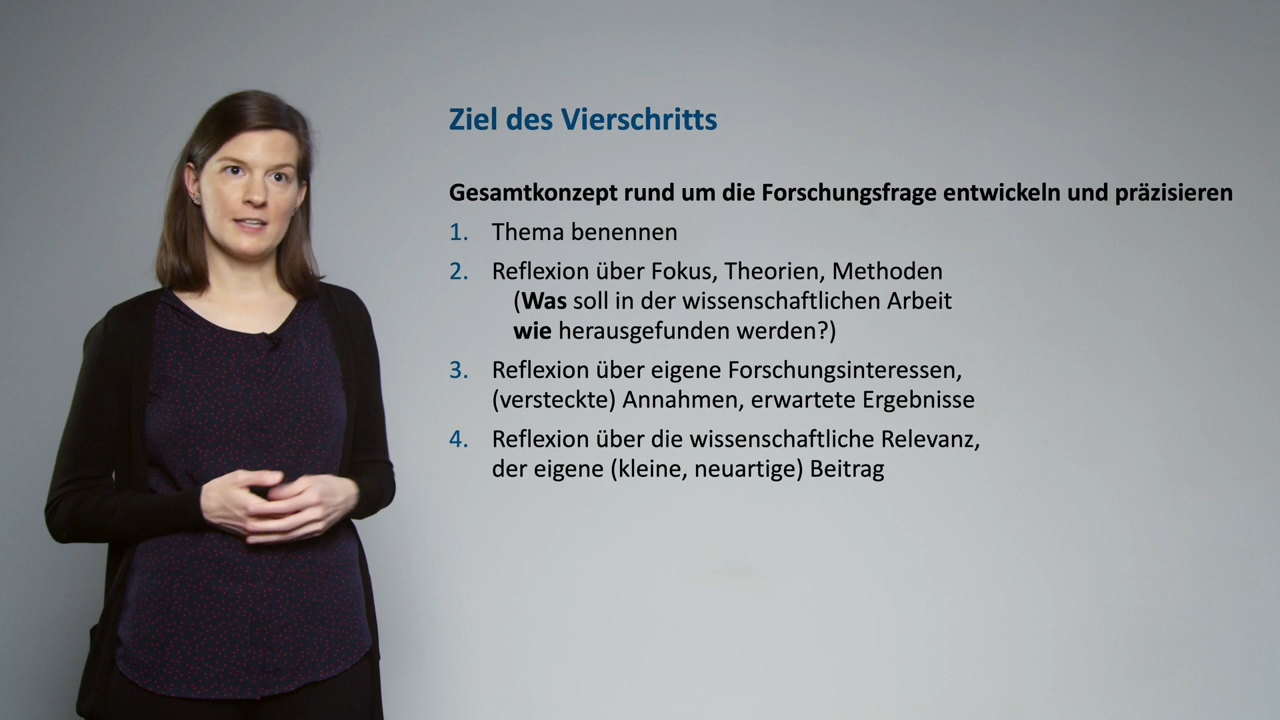 Ziel des Vierschritts
Gesamtkonzept rund um die Forschungsfrage entwickeln und präzisieren
1. Thema benennen
2. Reflexion über Fokus, Theorien, Methoden
(Was soll in der wissenschaftlichen Arbeit
wie herausgefunden werden?)
3. Reflexion über eigene Forschungsinteressen,
(versteckte) Annahmen, erwartete Ergebnisse
4. Reflexion über die wissenschaftliche Relevanz,
der eigene (kleine, neuartige) Beitrag